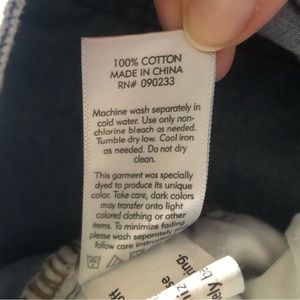 100% COTTON
MADE IN CHINA
RN# 090233
Machine wash separately in
cold water. Use only non-
chlorine bleach as needed.
Tumble dry low. Cool iron
as needed. Do not dry
clean.
This garment was specially
dyed to produce its unique
color. Take care, dark colors
may transfer onto light
colored clothing or other
items. To minimize fading
please wash before
follow care instructions